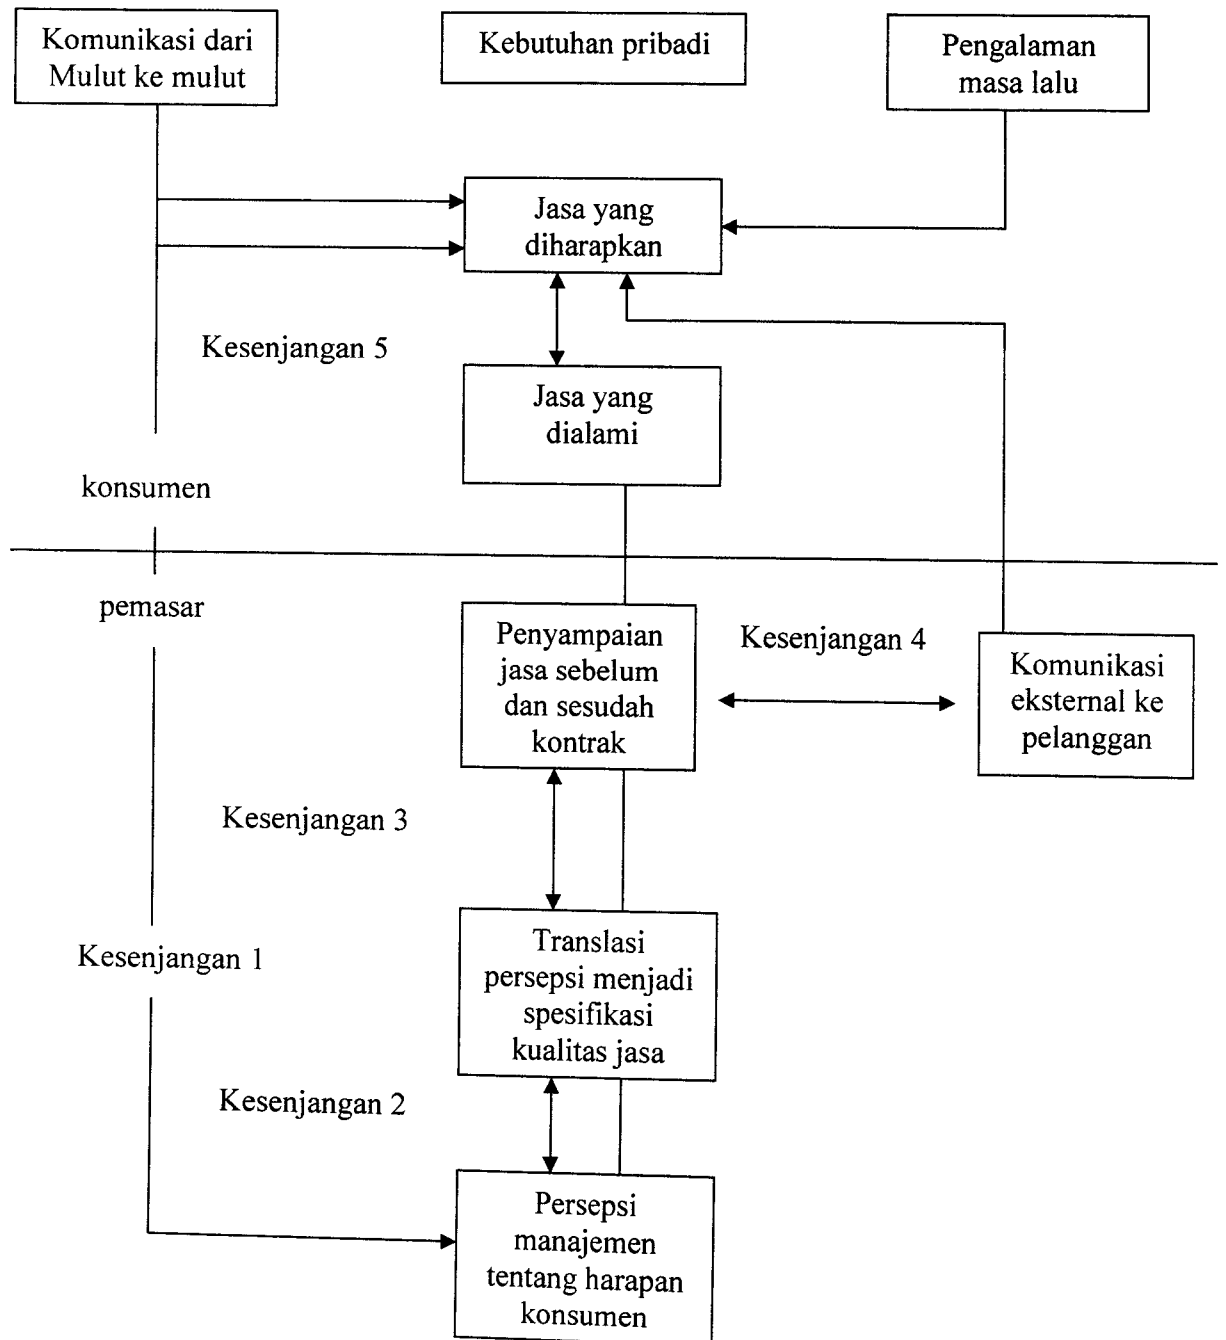 Komunikasi dari
Mulut ke mulut
Kebutuhan pribadi
Pengalaman
masa lalu
Jasa yang
diharapkan
Kesenjangan 5
Jasa yang
dialami
konsumen
pemasar
Penyampaian
jasa sebelum
dan sesudah
kontrak
Kesenjangan 4
Komunikasi
eksternal ke
pelanggan
Kesenjangan 3
Kesenjangan 1
Translasi
persepsi menjadi
spesifikasi
kualitas jasa
Kesenjangan 2
Persepsi
manajemen
tentang harapan
konsumen